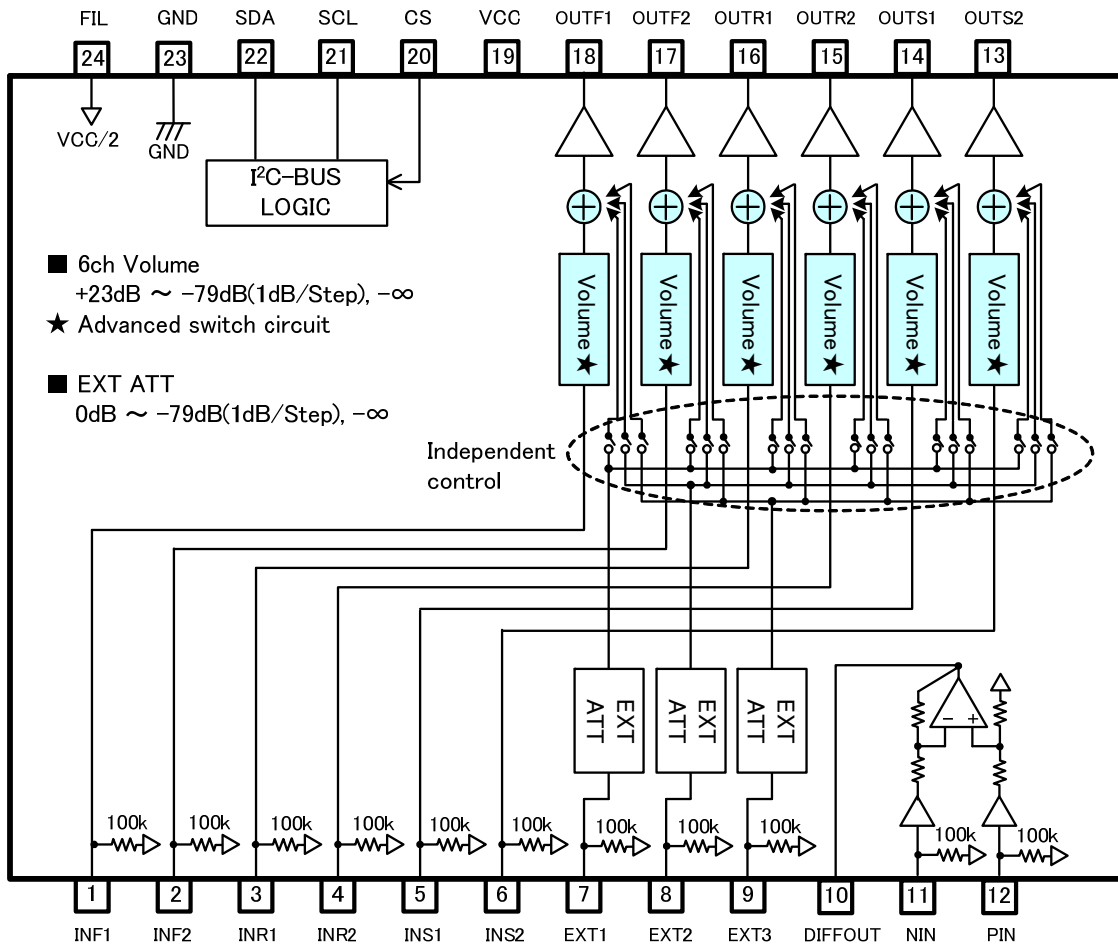 FIL GND SDA SCL CS VCC OUTF1 OUTF2 OUTR1 OUTR2 OUTS1 OUTS2
24 23 22 21 20 19 18 17 16 15 14 13
VCC/2
GND
I²C-BUS
LOGIC
■ 6ch Volume
+23dB ～ -79dB(1dB/Step), -∞
★ Advanced switch circuit
■ EXT ATT
0dB ～ -79dB(1dB/Step), -∞
Volume★ Volume★ Volume★ Volume★ Volume★ Volume★
Independent
control
EXT
ATT
EXT
ATT
EXT
ATT
- +
100k 100k 100k 100k 100k 100k 100k 100k 100k 100k 100k
1 2 3 4 5 6 7 8 9 10 11 12
INF1 INF2 INR1 INR2 INS1 INS2 EXT1 EXT2 EXT3 DIFFOUT NIN PIN